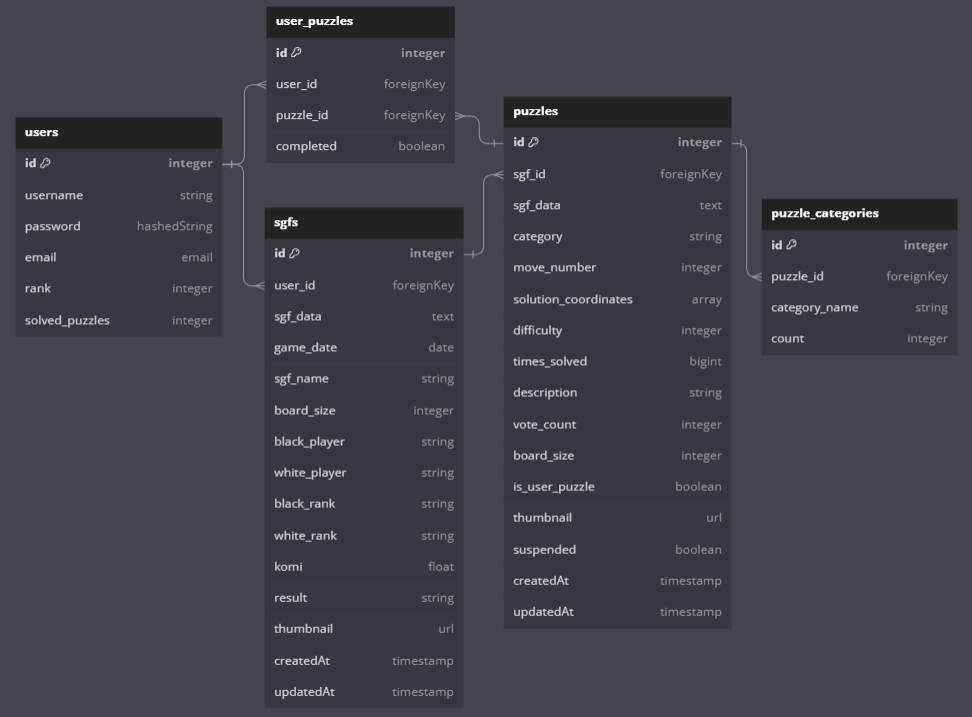 users
id integer
username string
password hashedString
email email
rank integer
solved_puzzles integer
user_puzzles
id integer
user_id foreignKey
puzzle_id foreignKey
completed boolean
sgfs
id integer
user_id foreignKey
sgf_data text
game_date date
sgf_name string
board_size integer
black_player string
white_player string
black_rank string
white_rank string
komi float
result string
thumbnail url
createdAt timestamp
updatedAt timestamp
puzzles
id integer
sgf_id foreignKey
sgf_data text
category string
move_number integer
solution_coordinates array
difficulty integer
times_solved bigint
description string
vote_count integer
board_size integer
is_user_puzzle boolean
thumbnail url
suspended boolean
createdAt timestamp
updatedAt timestamp
puzzle_categories
id integer
puzzle_id foreignKey
category_name string
count integer